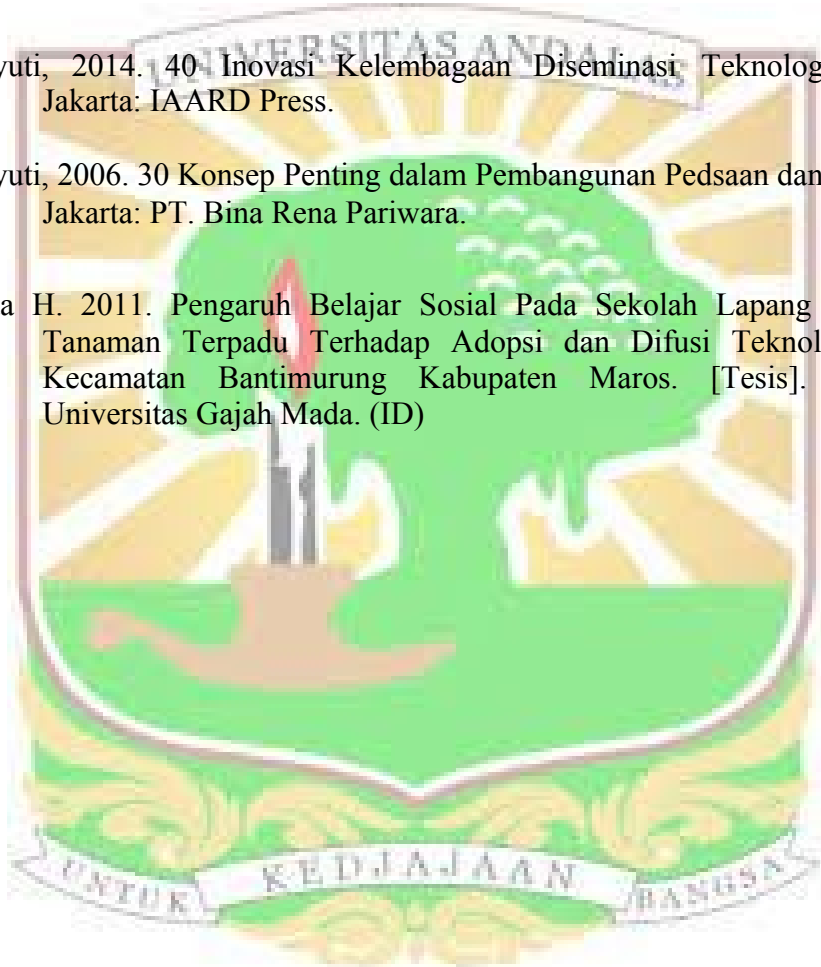 UNIVERSITAS ANDALAS
yuti, 2014. 40 Inovasi Kelembagaan Diseminasi Teknolog
Jakarta: IAARD Press.
yuti, 2006. 30 Konsep Penting dalam Pembangunan Pedsaan dan
Jakarta: PT. Bina Rena Pariwara.
a H. 2011. Pengaruh Belajar Sosial Pada Sekolah Lapang
Tanaman Terpadu Terhadap Adopsi dan Difusi Teknol
Kecamatan Bantimurung Kabupaten Maros. [Tesis].
Universitas Gajah Mada. (ID)
UNTUK KEDJAJAAN BANGSA